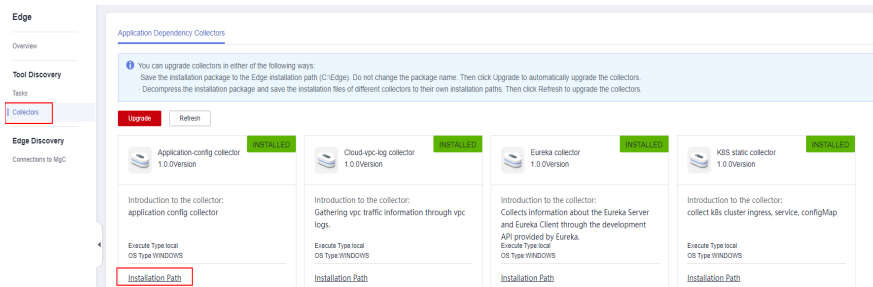 Edge
Overview
Tool Discovery
Tasks
Collectors
Edge Discovery
Connections to MgC
Application Dependency Collectors
You can upgrade collectors in either of the following ways:
·Save the installation package to the Edge installation path (C:\Edge). Do not change the package name. Then click Upgrade to automatically upgrade the collectors.
· Decompress the installation package and save the installation files of different collectors to their own installation paths. Then click Refresh to upgrade the collectors.
Upgrade
Refresh
INSTALLED
Application-config collector
1.0.0Version
Introduction to the collector:
application config collector
Execute Type:local
OS Type:WINDOWS
Installation Path
INSTALLED
Cloud-vpc-log collector
1.0.0Version
Introduction to the collector:
Gathering vpc traffic information through vpc
logs.
Execute Type:local
OS Type:WINDOWS
Installation Path
INSTALLED
Eureka collector
1.0.0Version
Introduction to the collector:
Collects information about the Eureka Server
and Eureka Client through the development
API provided by Eureka.
Execute Type:local
OS Type:WINDOWS
Installation Path
INSTALLED
K8S static collector
1.0.0Version
Introduction to the collector:
collect k8s cluster ingress, service, configMap
Execute Type:local
OS Type:WINDOWS
Installation Path